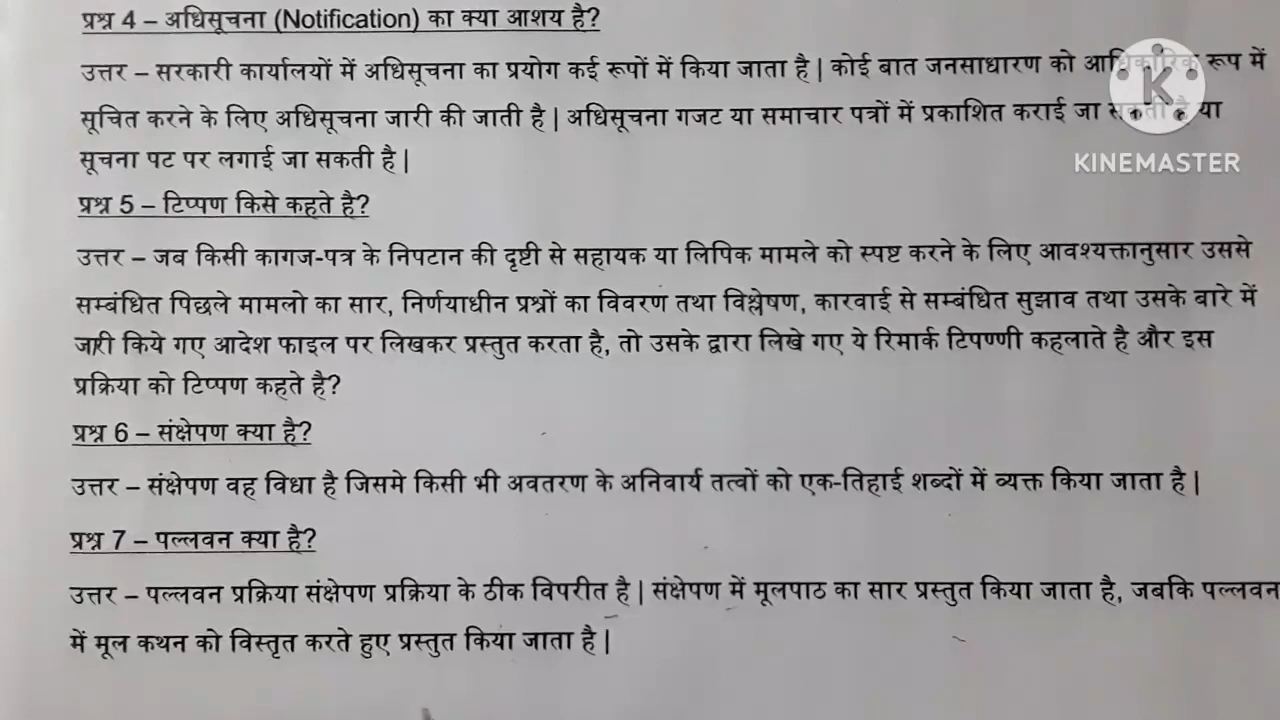 प्रश्न 4 – अधिसूचना (Notification) का क्या आशय है?
उत्तर – सरकारी कार्यालयों में अधिसूचना का प्रयोग कई रूपों में किया जाता है | कोई बात जनसाधारण को आधिकारिक रूप में
सूचित करने के लिए अधिसूचना जारी की जाती है | अधिसूचना गजट या समाचार पत्रों में प्रकाशित कराई जा सकती है या
सूचना पट पर लगाई जा सकती है |
KINEMASTER
प्रश्न 5 – टिप्पण किसे कहते है?
उत्तर – जब किसी कागज-पत्र के निपटान की दृष्टी से सहायक या लिपिक मामले को स्पष्ट करने के लिए आवश्यक्तानुसार उससे
सम्बंधित पिछले मामलो का सार, निर्णयाधीन प्रश्नों का विवरण तथा विश्लेषण, कारवाई से सम्बंधित सुझाव तथा उसके बारे में
जारी किये गए आदेश फाइल पर लिखकर प्रस्तुत करता है, तो उसके द्वारा लिखे गए ये रिमार्क टिपण्णी कहलाते है और इस
प्रक्रिया को टिप्पण कहते है?
प्रश्न 6 – संक्षेपण क्या है?
उत्तर – संक्षेपण वह विधा है जिसमे किसी भी अवतरण के अनिवार्य तत्वों को एक-तिहाई शब्दों में व्यक्त किया जाता है |
प्रश्न 7 – पल्लवन क्या है?
उत्तर – पल्लवन प्रक्रिया संक्षेपण प्रक्रिया के ठीक विपरीत है | संक्षेपण में मूलपाठ का सार प्रस्तुत किया जाता है, जबकि पल्लवन
में मूल कथन को विस्तृत करते हुए प्रस्तुत किया जाता है |